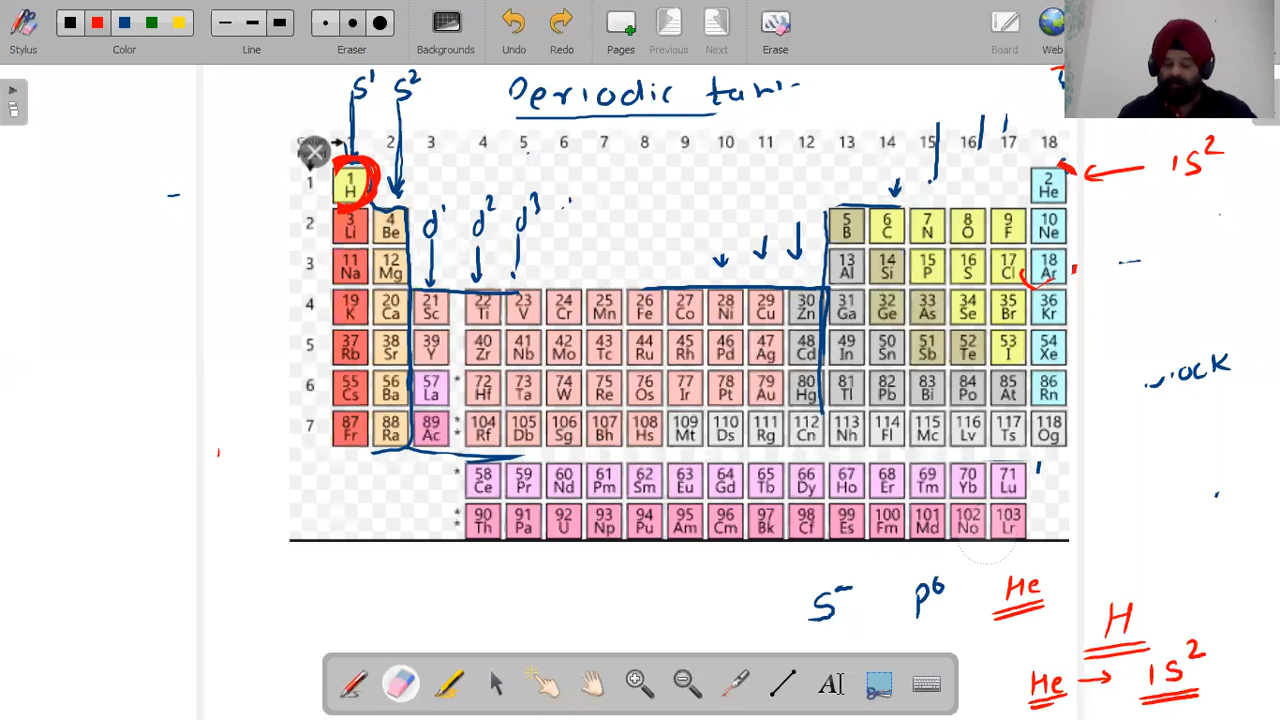 Stylus Color Line Eraser Backgrounds Undo Redo Pages Previous Next Erase Board Web
S¹ S² Periodic
1 2 3 4 5 6 7 8 9 10 11 12 13 14 15 16 17 18
1 1 H 2 He 1S²
d¹ d² d³
2 3 Li 4 Be 5 B 6 C 7 N 8 O 9 F 10 Ne
3 11 Na 12 Mg 13 Al 14 Si 15 P 16 S 17 Cl 18 Ar
4 19 K 20 Ca 21 Sc 22 Ti 23 V 24 Cr 25 Mn 26 Fe 27 Co 28 Ni 29 Cu 30 Zn 31 Ga 32 Ge 33 As 34 Se 35 Br 36 Kr
5 37 Rb 38 Sr 39 Y 40 Zr 41 Nb 42 Mo 43 Tc 44 Ru 45 Rh 46 Pd 47 Ag 48 Cd 49 In 50 Sn 51 Sb 52 Te 53 I 54 Xe
6 55 Cs 56 Ba 57 La * 72 Hf 73 Ta 74 W 75 Re 76 Os 77 Ir 78 Pt 79 Au 80 Hg 81 Tl 82 Pb 83 Bi 84 Po 85 At 86 Rn
7 87 Fr 88 Ra 89 Ac * * 104 Rf 105 Db 106 Sg 107 Bh 108 Hs 109 Mt 110 Ds 111 Rg 112 Cn 113 Nh 114 Fl 115 Mc 116 Lv 117 Ts 118 Og
* 58 Ce 59 Pr 60 Nd 61 Pm 62 Sm 63 Eu 64 Gd 65 Tb 66 Dy 67 Ho 68 Er 69 Tm 70 Yb 71 Lu
* * 90 Th 91 Pa 92 U 93 Np 94 Pu 95 Am 96 Cm 97 Bk 98 Cf 99 Es 100 Fm 101 Md 102 No 103 Lr
S p⁶ He
H
He → 1S²